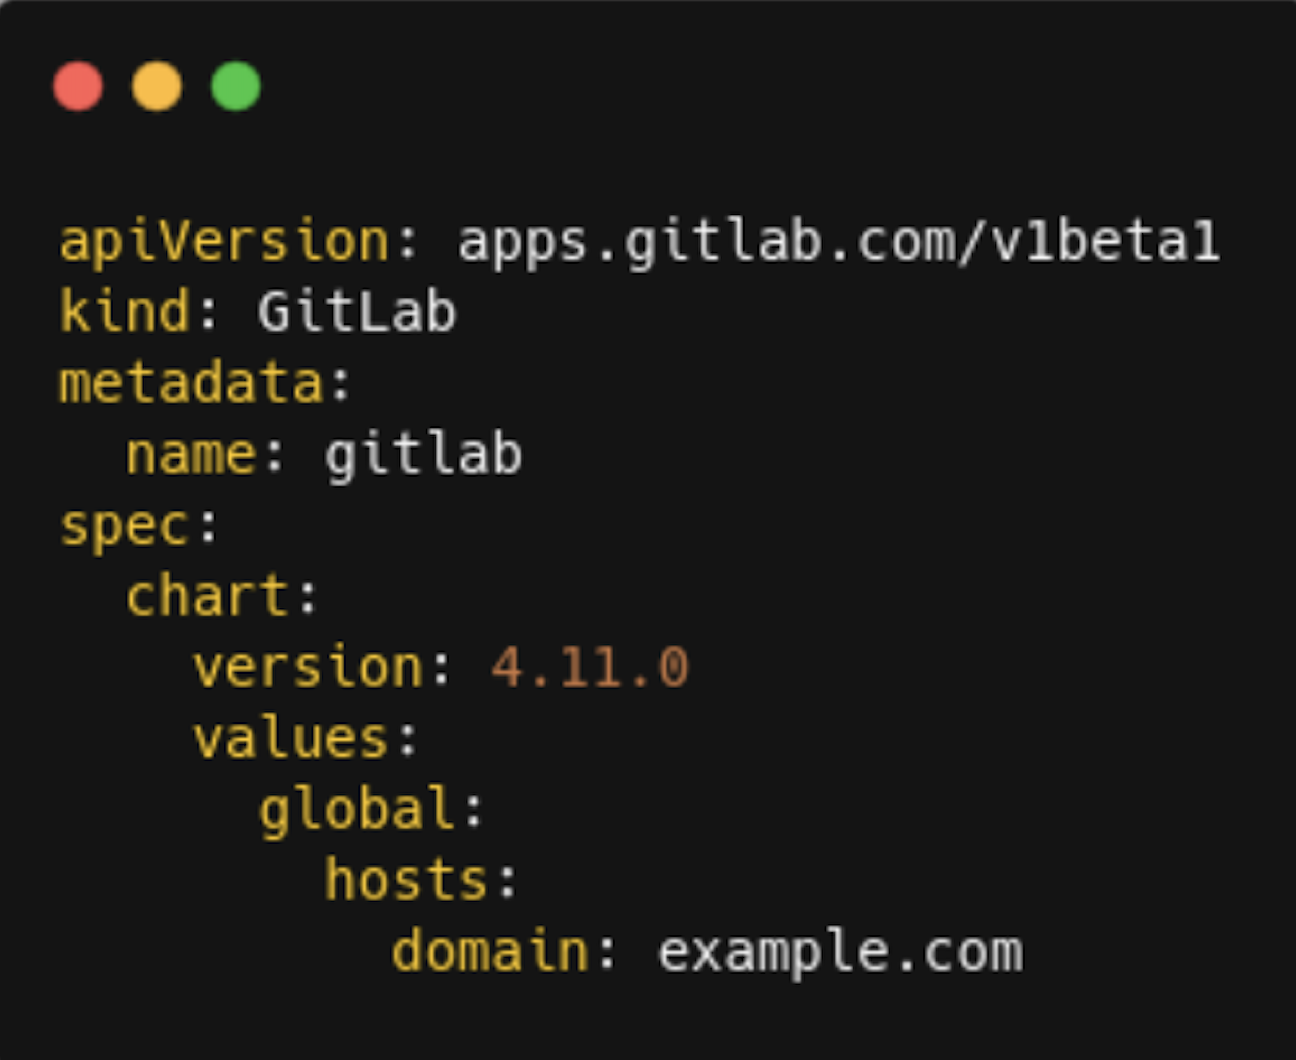 apiVersion: apps.gitlab.com/v1beta1
kind: GitLab
metadata:
  name: gitlab
spec:
  chart:
    version: 4.11.0
    values:
      global:
        hosts:
          domain: example.com